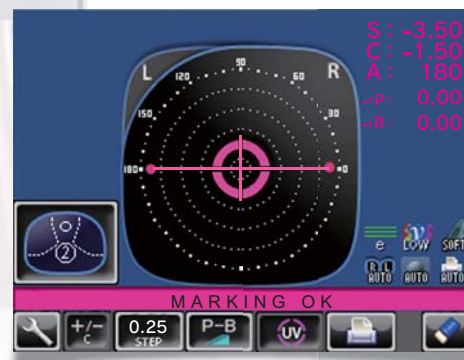 S: -3.50
C: -1.50
A: 180
P: 0.00
B: 0.00
L R
120 90 60
150 30
180 0
2
e LOW SOFT
R L AUTO AUTO AUTO
MARKING OK
+/- C
0.25 STEP
P-B
UV